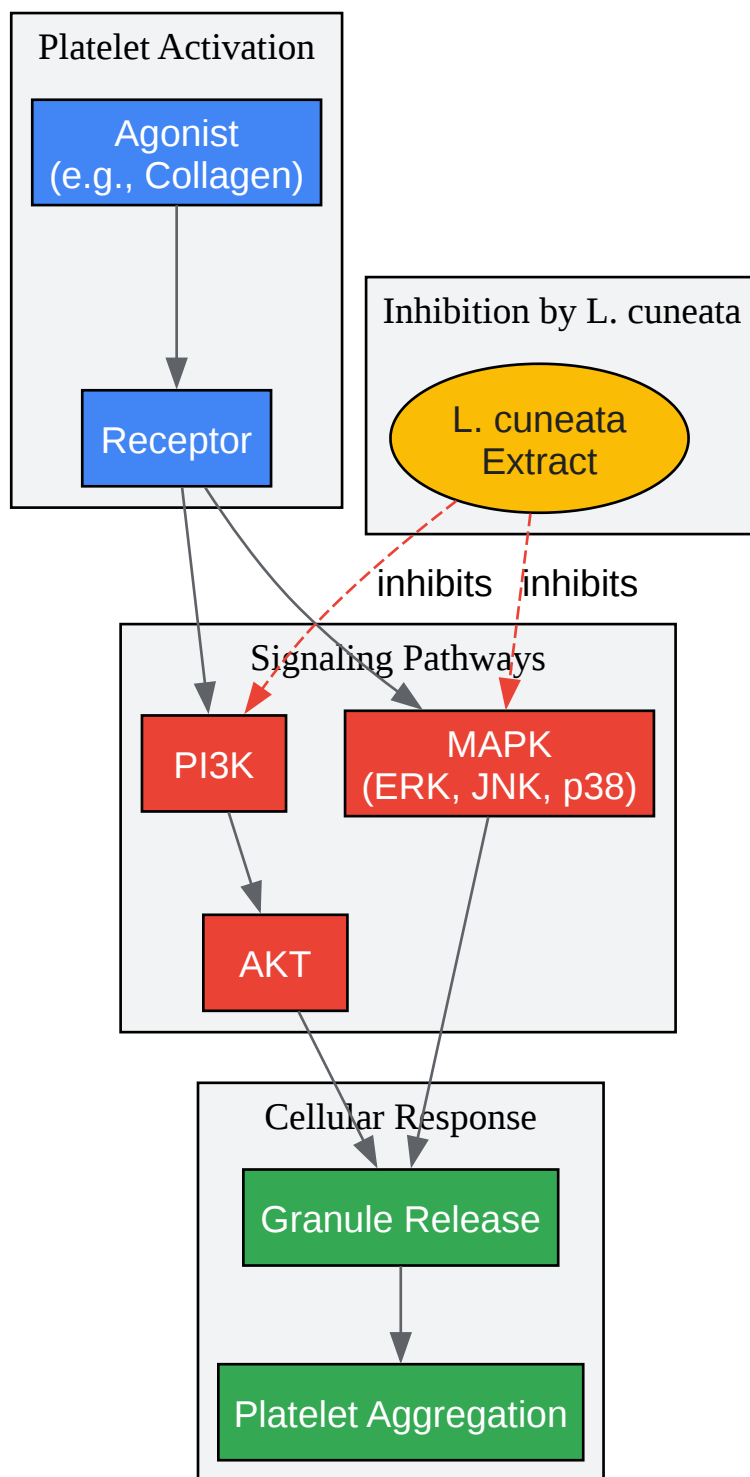 Platelet Activation
Agonist
(e.g., Collagen)
Receptor
Inhibition by L. cuneata
L. cuneata
Extract
inhibits
inhibits
Signaling Pathways
PI3K
MAPK
(ERK, JNK, p38)
AKT
Cellular Response
Granule Release
Platelet Aggregation